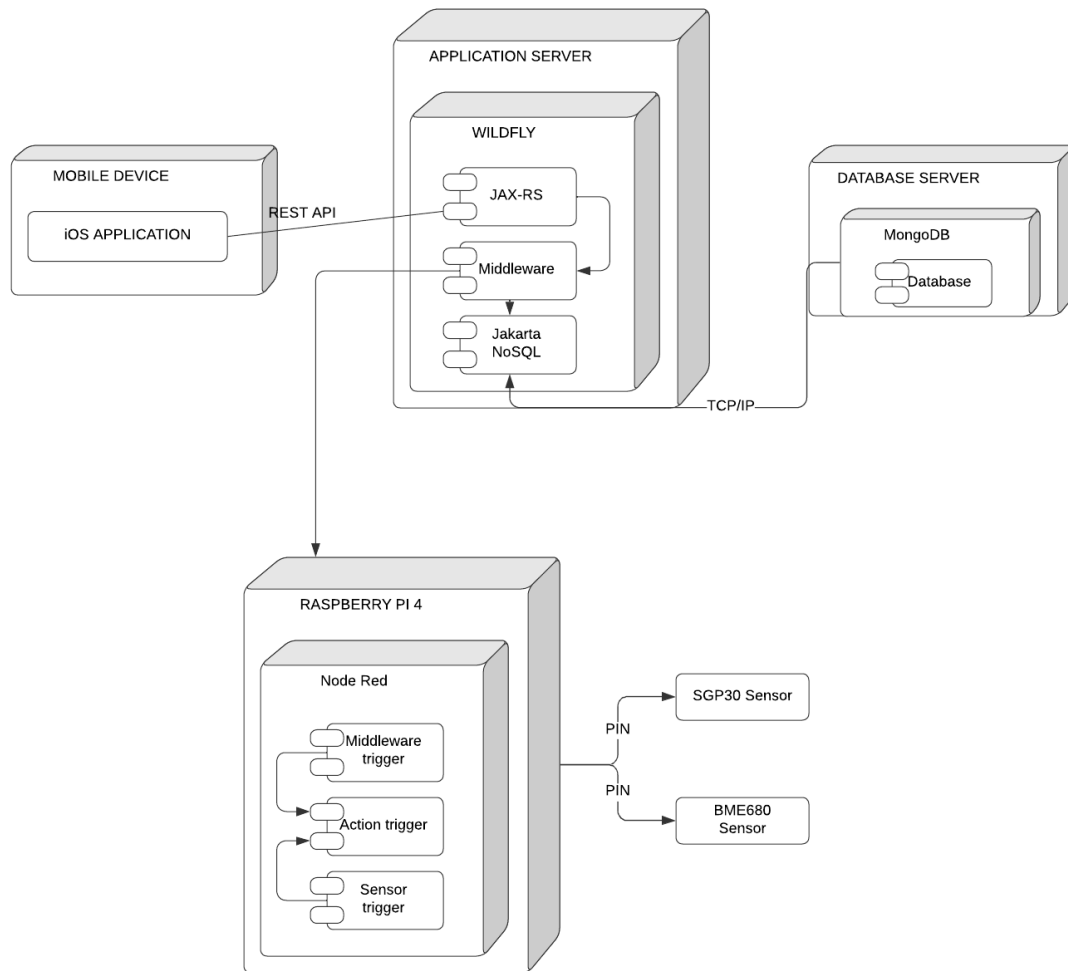 APPLICATION SERVER
WILDFLY
MOBILE DEVICE
DATABASE SERVER
JAX-RS
REST API
iOS APPLICATION
MongoDB
Middleware
Database
Jakarta
NoSQL
TCP/IP
RASPBERRY PI 4
Node Red
SGP30 Sensor
PIN
Middleware
trigger
PIN
Action trigger
BME680
Sensor
Sensor
trigger